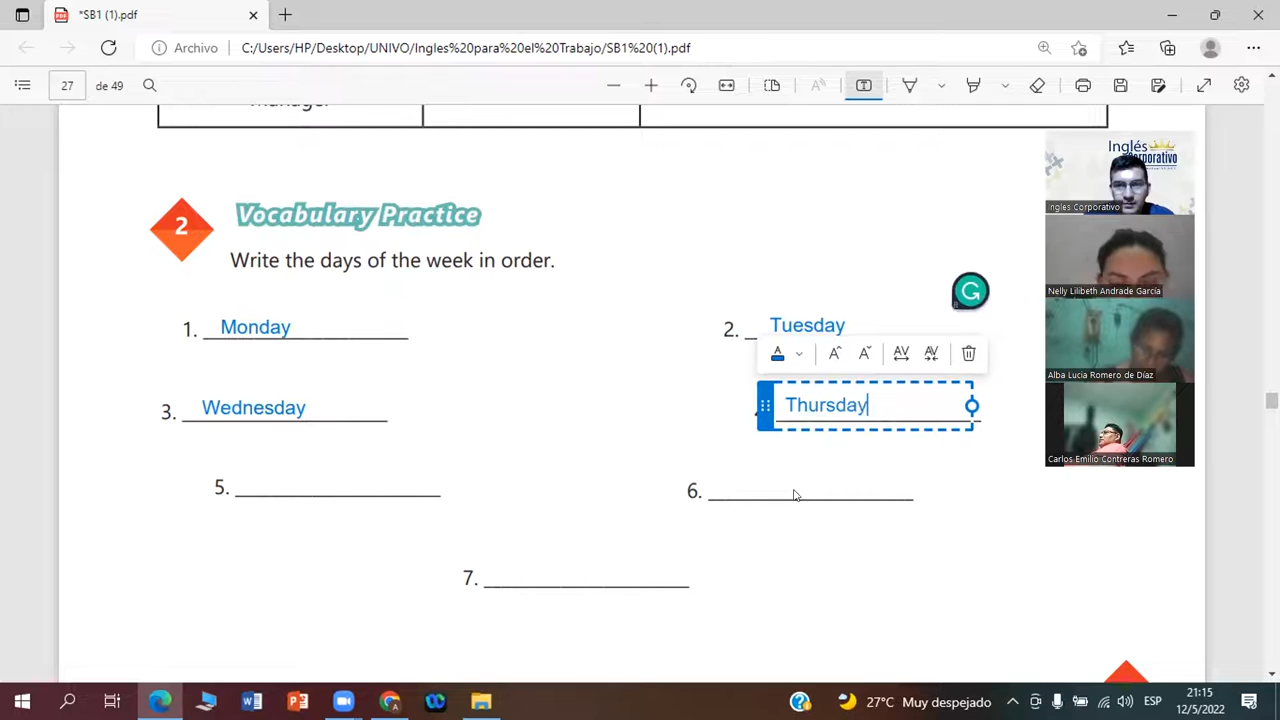 *SB1 (1).pdf
Archivo C:/Users/HP/Desktop/UNIVO/Ingles%20para%20el%20Trabajo/SB1%20(1).pdf
27 de 49
Manager
2 Vocabulary Practice
Write the days of the week in order.
1. Monday 2. Tuesday
3. Wednesday Thursday
5. 6.
7.
Inglés Corporativo
Ingles Corporativo
Nelly Lilibeth Andrade García
Alba Lucia Romero de Díaz
Carlos Emilio Contreras Romero
27°C Muy despejado ESP 21:15
12/5/2022